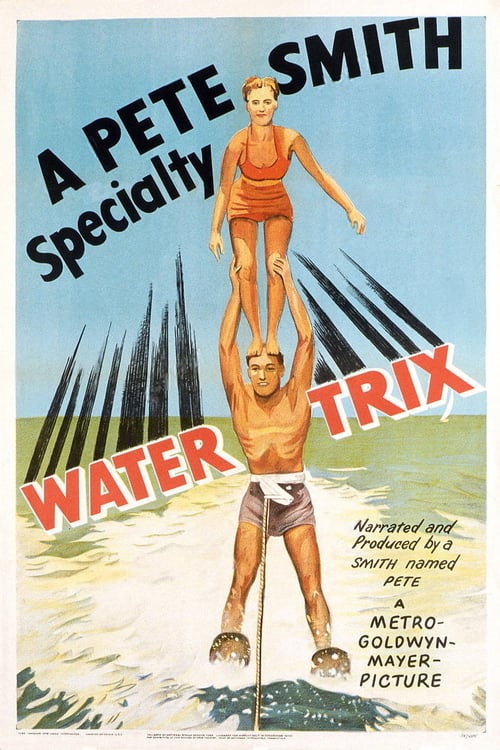 A PETE SMITH
Specialty
WATER TRIX
Narrated and
Produced by a
SMITH named
PETE
A
METRO-
GOLDWYN-
MAYER-
PICTURE